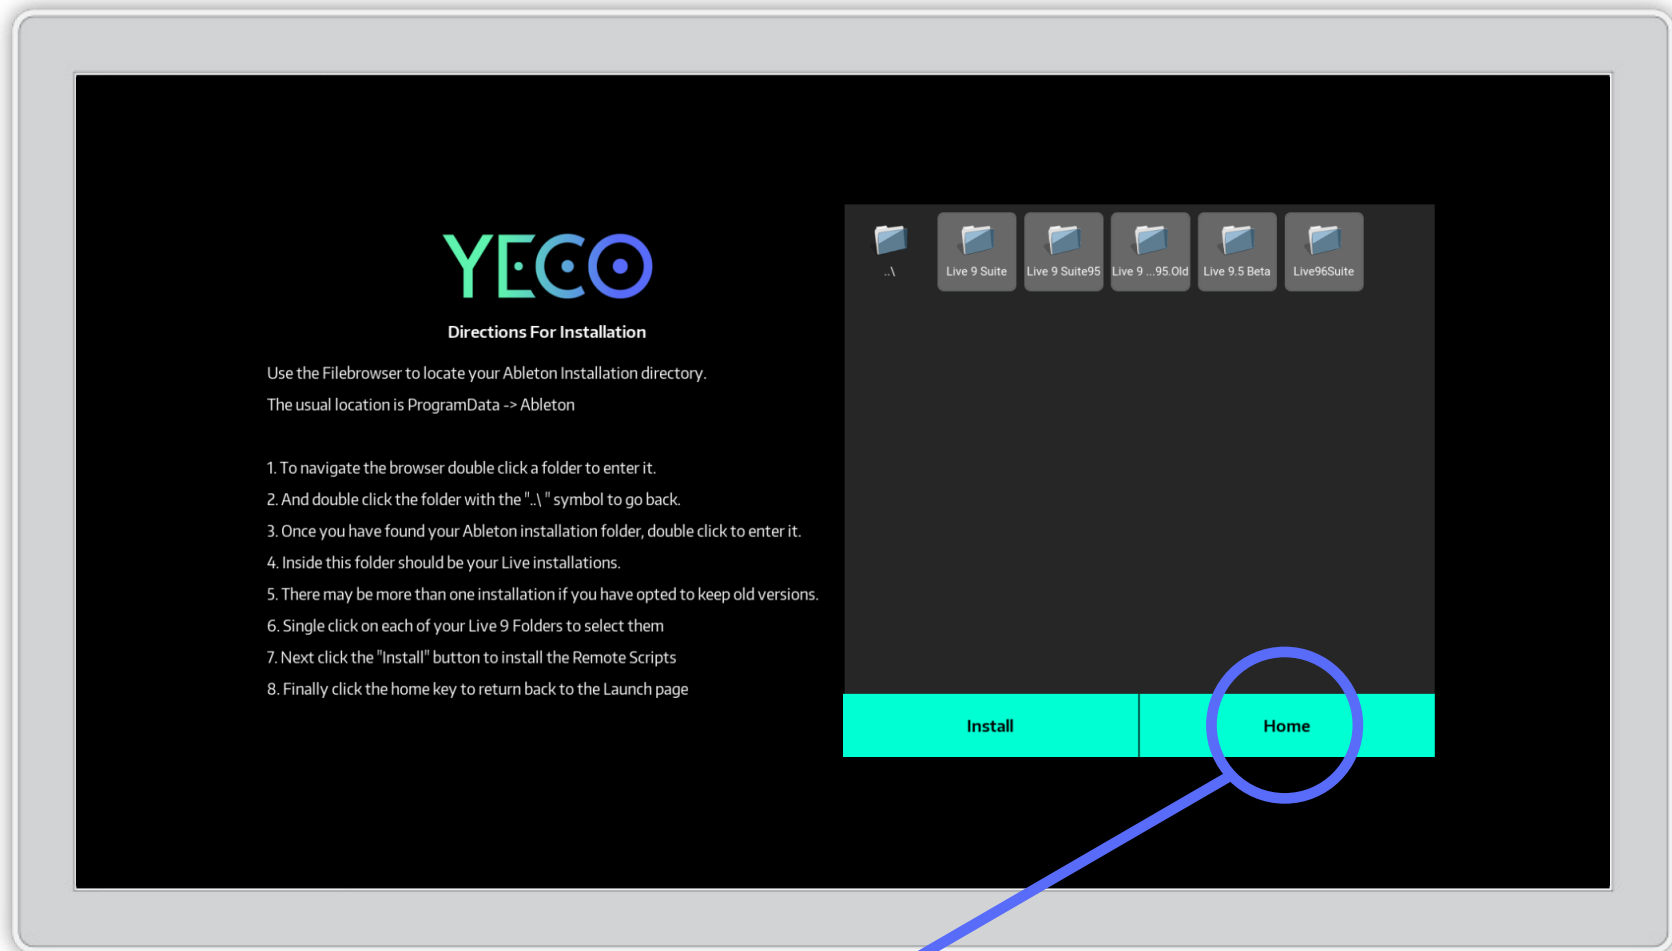 YECO
Directions For Installation
Use the Filebrowser to locate your Ableton Installation directory.
The usual location is ProgramData -> Ableton
1. To navigate the browser double click a folder to enter it.
2. And double click the folder with the "..\ " symbol to go back.
3. Once you have found your Ableton installation folder, double click to enter it.
4. Inside this folder should be your Live installations.
5. There may be more than one installation if you have opted to keep old versions.
6. Single click on each of your Live 9 Folders to select them
7. Next click the "Install" button to install the Remote Scripts
8. Finally click the home key to return back to the Launch page
..\ Live 9 Suite Live 9 Suite95 Live 9 ...95.Old Live 9.5 Beta Live96Suite
Install Home